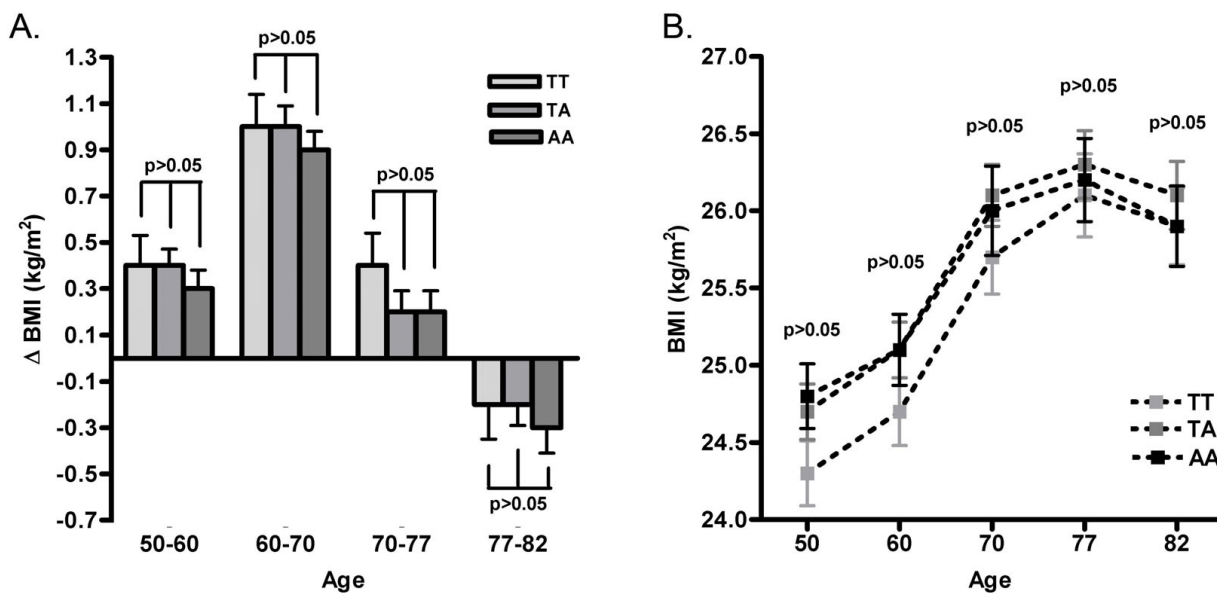 A.
p>0.05
p>0.05
p>0.05
p>0.05
TT
TA
AA
Δ BMI (kg/m²)
1.3
1.1
0.9
0.7
0.5
0.3
0.1
-0.1
-0.3
-0.5
-0.7
50-60 60-70 70-77 77-82
Age
B.
p>0.05
p>0.05
p>0.05
p>0.05
p>0.05
TT
TA
AA
BMI (kg/m²)
27.0
26.5
26.0
25.5
25.0
24.5
24.0
50 60 70 77 82
Age